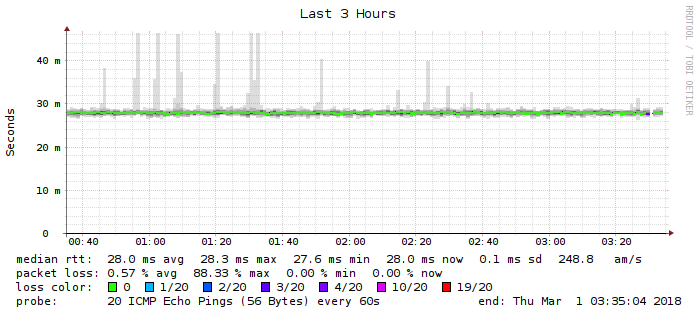 Last 3 Hours
RRDTOOL / TOBI OETIKER
Seconds
40 m
30 m
20 m
10 m
0
00:40 01:00 01:20 01:40 02:00 02:20 02:40 03:00 03:20
median rtt: 28.0 ms avg 28.3 ms max 27.6 ms min 28.0 ms now 0.1 ms sd 248.8 am/s
packet loss: 0.57 % avg 88.33 % max 0.00 % min 0.00 % now
loss color: 0 1/20 2/20 3/20 4/20 10/20 19/20
probe: 20 ICMP Echo Pings (56 Bytes) every 60s end: Thu Mar 1 03:35:04 2018